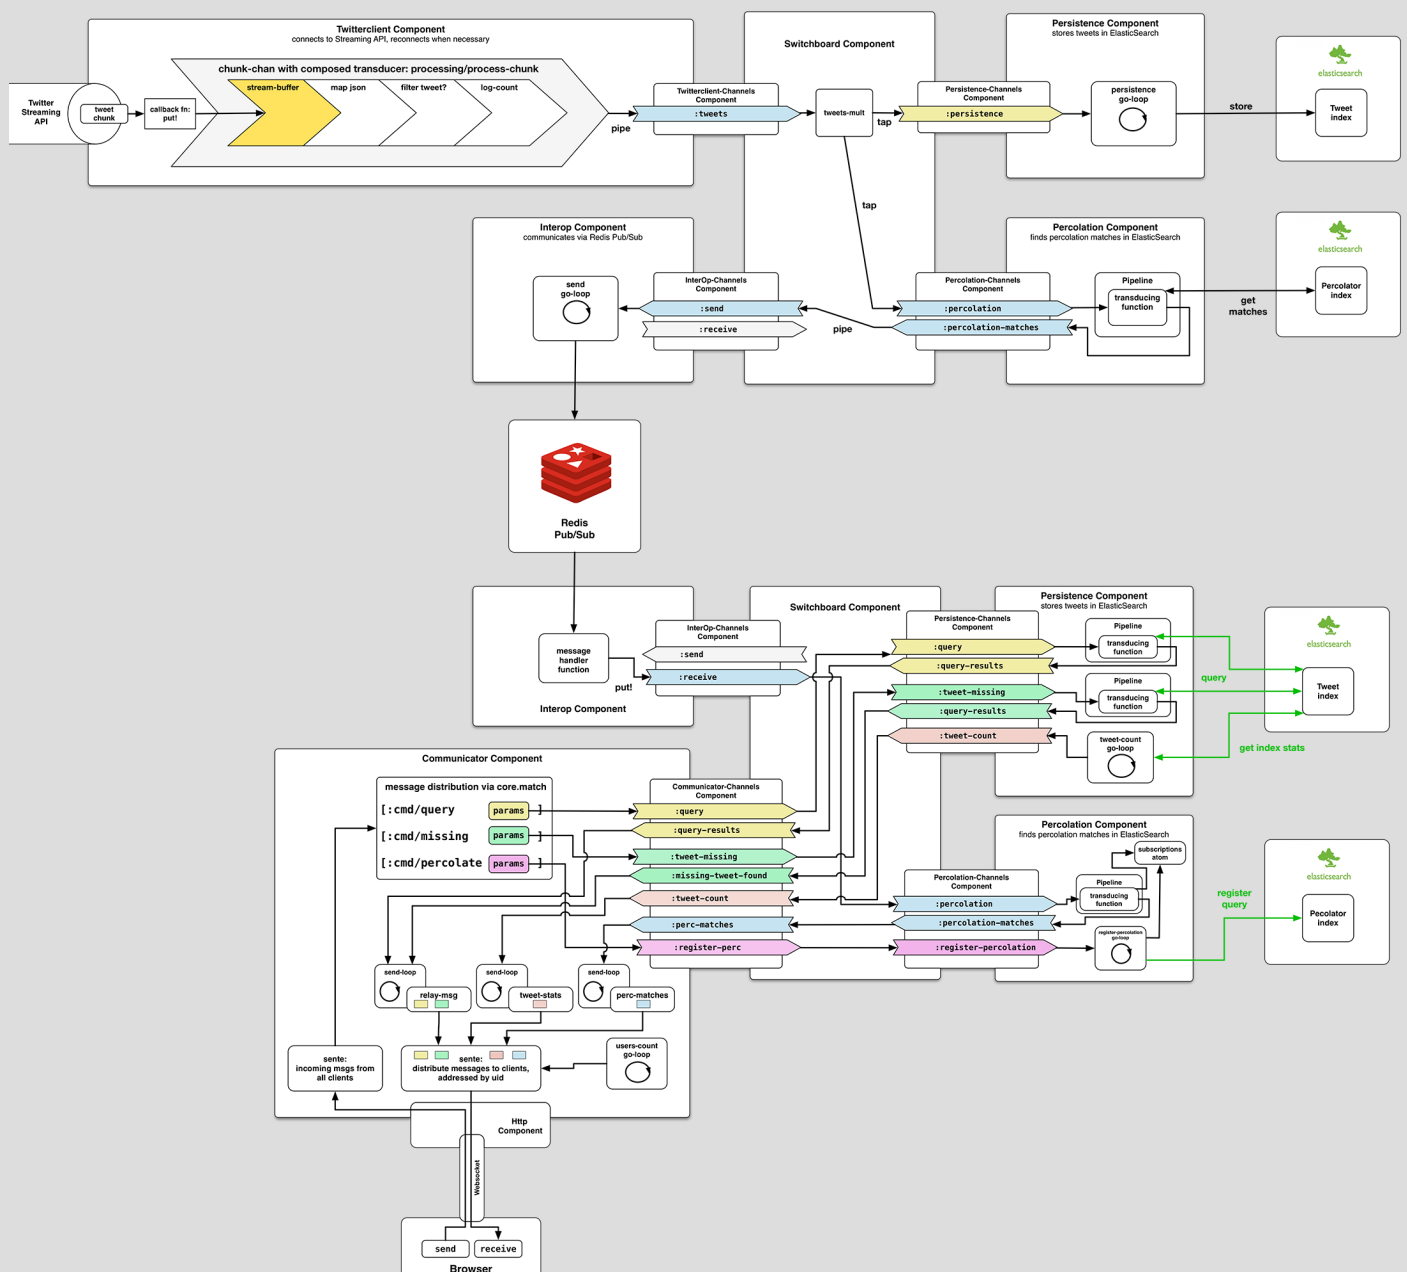 Twitterclient Component
connects to Streaming API, reconnects when necessary
chunk-chan with composed transducer: processing/process-chunk
stream-buffer
map json
filter tweet?
log-count
Twitter
Streaming
API
tweet
chunk
callback fn:
put!
pipe
Twitterclient-Channels
Component
:tweets
Switchboard Component
tweets-mult
tap
tap
Persistence-Channels
Component
:persistence
Persistence Component
stores tweets in ElasticSearch
persistence
go-loop
store
elasticsearch
Tweet
index
Interop Component
communicates via Redis Pub/Sub
send
go-loop
InterOp-Channels
Component
:send
:receive
pipe
Percolation-Channels
Component
:percolation
:percolation-matches
Percolation Component
finds percolation matches in ElasticSearch
Pipeline
transducing
function
get
matches
elasticsearch
Percolator
index
Redis
Pub/Sub
message
handler
function
put!
Interop Component
InterOp-Channels
Component
:send
:receive
Switchboard Component
Persistence-Channels
Component
:query
:query-results
:tweet-missing
:query-results
:tweet-count
Persistence Component
stores tweets in ElasticSearch
Pipeline
transducing
function
Pipeline
transducing
function
tweet-count
go-loop
query
get index stats
elasticsearch
Tweet
index
Communicator Component
message distribution via core.match
[:cmd/query params ]
[:cmd/missing params ]
[:cmd/percolate params ]
Communicator-Channels
Component
:query
:query-results
:tweet-missing
:missing-tweet-found
:tweet-count
:perc-matches
:register-perc
Percolation-Channels
Component
:percolation
:percolation-matches
:register-percolation
Percolation Component
finds percolation matches in ElasticSearch
subscriptions
atom
Pipeline
transducing
function
register-percolation
go-loop
register
query
elasticsearch
Pecolator
index
send-loop
relay-msg
send-loop
tweet-stats
send-loop
perc-matches
sente:
incoming msgs from
all clients
sente:
distribute messages to clients,
addressed by uid
users-count
go-loop
Http
Component
Websocket
send
receive
Browser